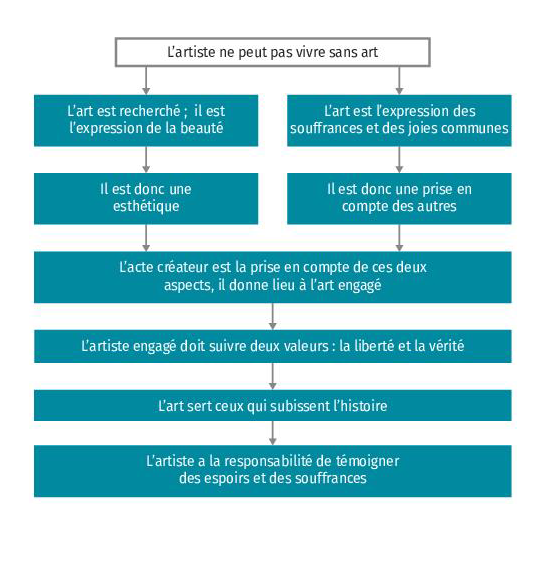 L'artiste ne peut pas vivre sans art
L'art est recherché ; il est
l'expression de la beauté
L'art est l'expression des
souffrances et des joies communes
Il est donc une
esthétique
Il est donc une prise en
compte des autres
L'acte créateur est la prise en compte de ces deux
aspects, il donne lieu à l'art engagé
L'artiste engagé doit suivre deux valeurs : la liberté et la vérité
L'art sert ceux qui subissent l'histoire
L'artiste a la responsabilité de témoigner
des espoirs et des souffrances